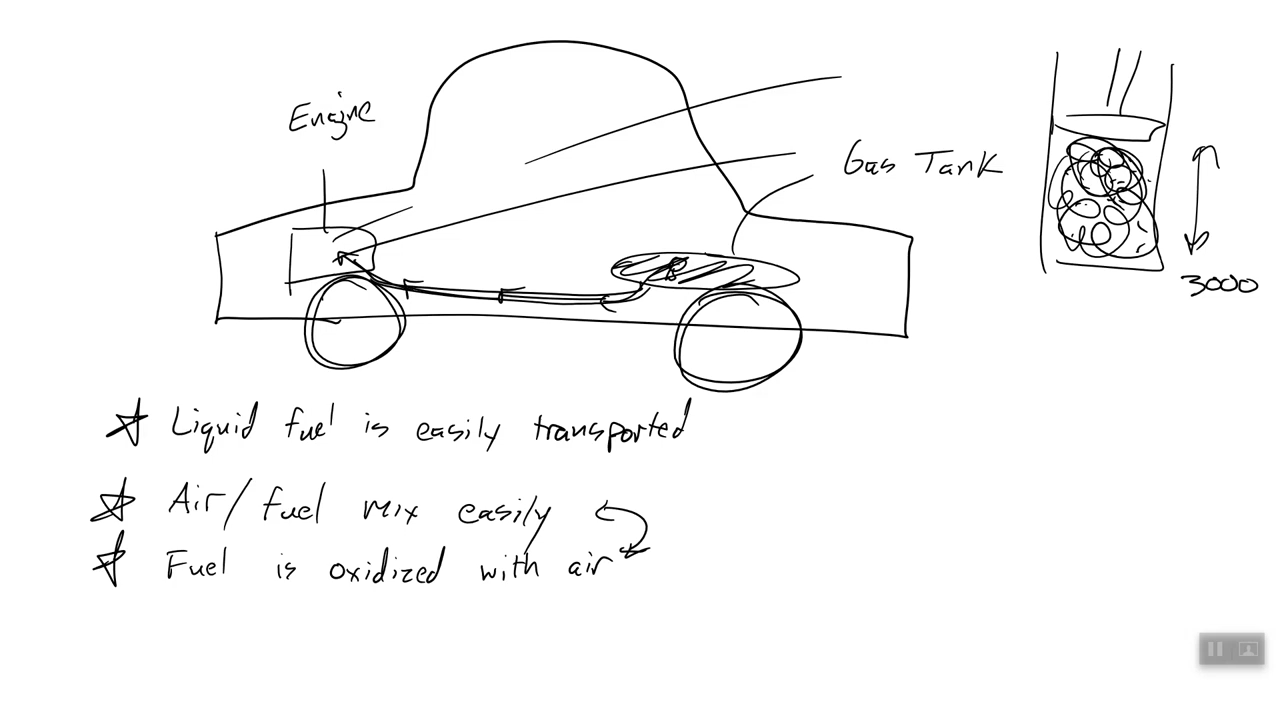 Engine
Gas Tank
3000
Liquid fuel is easily transported
Air/fuel mix easily
Fuel is oxidized with air